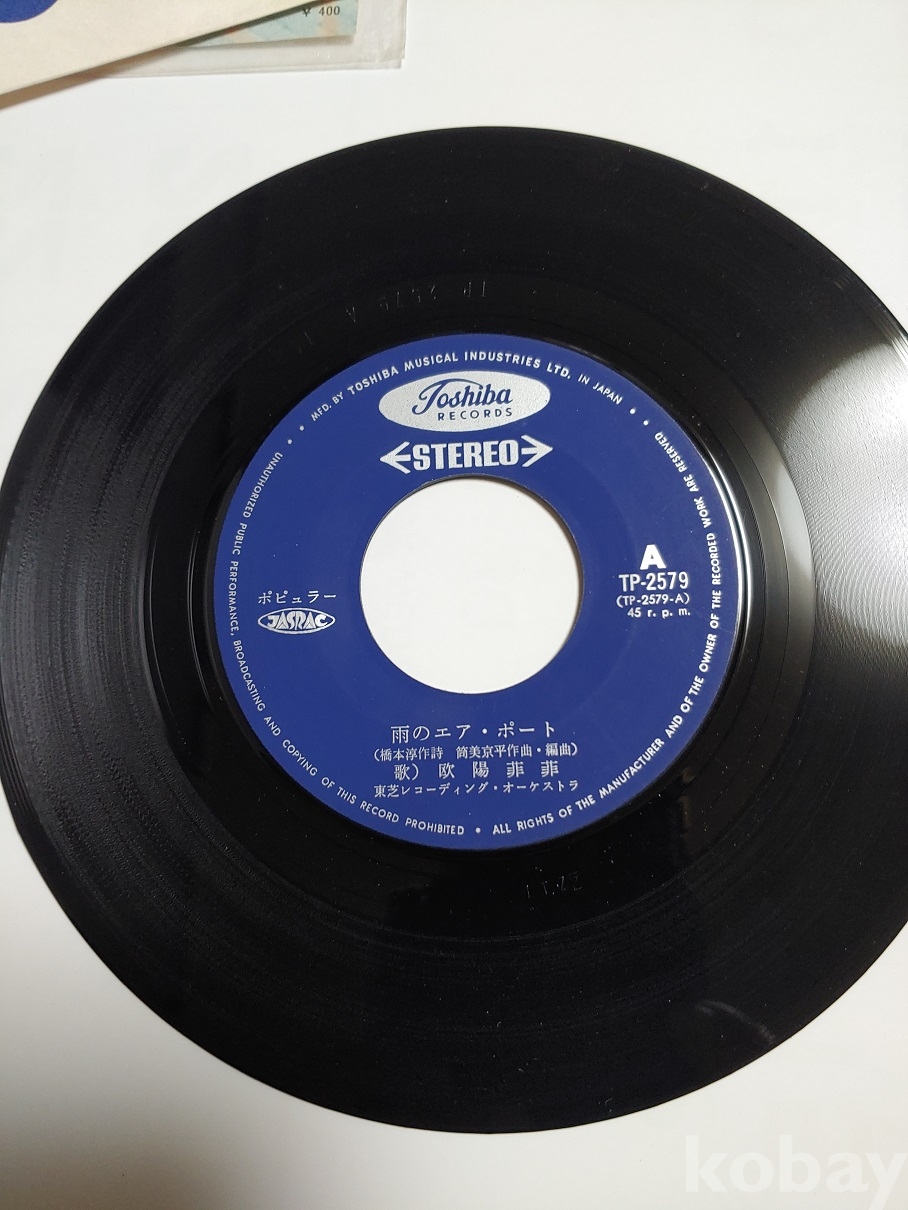 ¥ 400
MFD. BY TOSHIBA MUSICAL INDUSTRIES LTD. IN JAPAN
Toshiba
RECORDS
STEREO
A
TP-2579
(TP-2579-A)
45 r. p. m.
ポピュラー
JASRAC
雨のエア・ポート
(橋本淳作詩 筒美京平作曲・編曲)
歌) 欧陽菲菲
東芝レコーディング・オーケストラ
UNAUTHORIZED PUBLIC PERFORMANCE, BROADCASTING AND COPYING OF THIS RECORD PROHIBITED • ALL RIGHTS OF THE MANUFACTURER AND OF THE OWNER OF THE RECORDED WORK ARE RESERVED
kobay